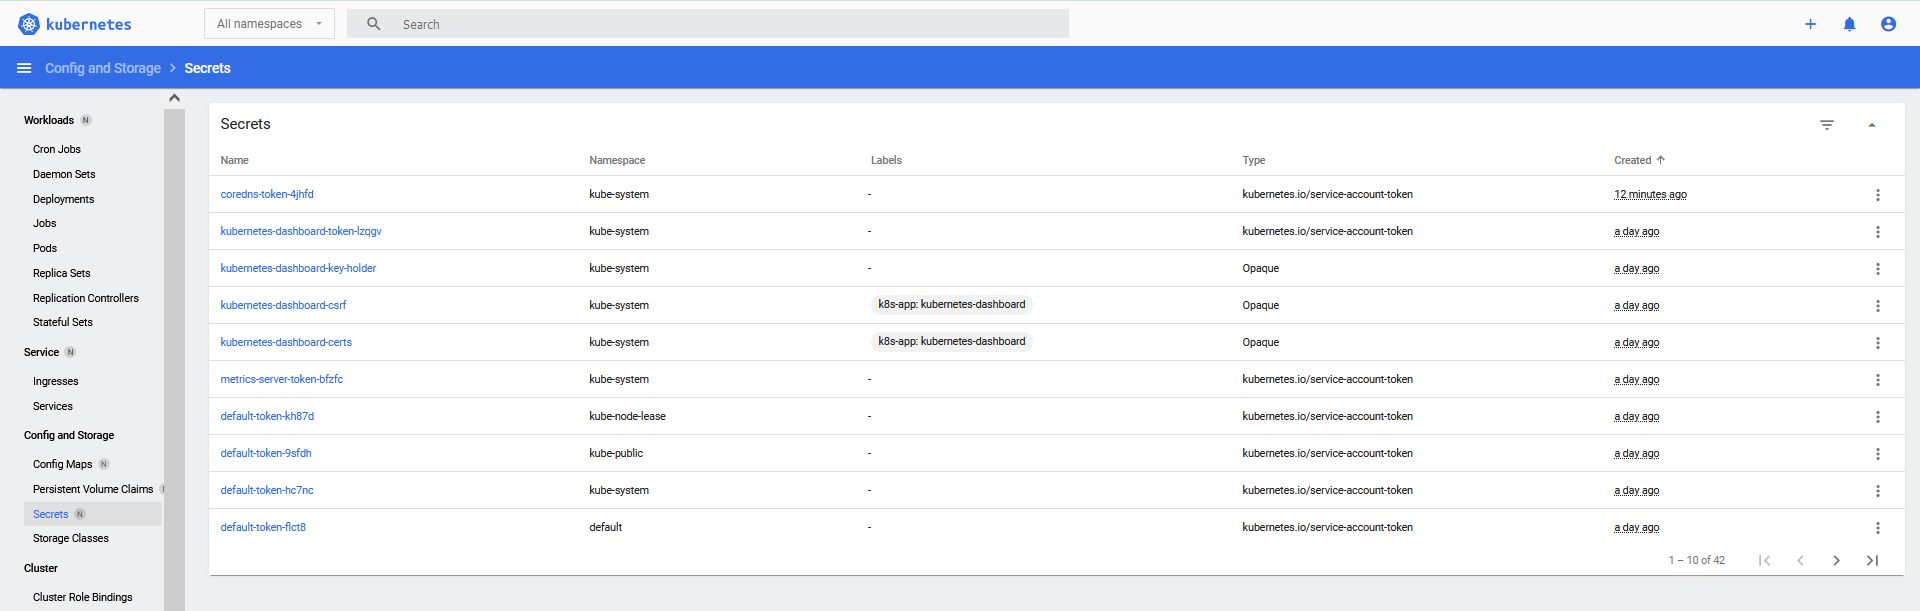 kubernetes All namespaces Search
Config and Storage Secrets
Workloads N
Cron Jobs
Daemon Sets
Deployments
Jobs
Pods
Replica Sets
Replication Controllers
Stateful Sets
Service N
Ingresses
Services
Config and Storage
Config Maps N
Persistent Volume Claims
Secrets N
Storage Classes
Cluster
Cluster Role Bindings
Secrets
Name Namespace Labels Type Created
coredns-token-4jhfd kube-system - kubernetes.io/service-account-token 12 minutes ago
kubernetes-dashboard-token-lzqgv kube-system - kubernetes.io/service-account-token a day ago
kubernetes-dashboard-key-holder kube-system - Opaque a day ago
kubernetes-dashboard-csrf kube-system k8s-app: kubernetes-dashboard Opaque a day ago
kubernetes-dashboard-certs kube-system k8s-app: kubernetes-dashboard Opaque a day ago
metrics-server-token-bfzfc kube-system - kubernetes.io/service-account-token a day ago
default-token-kh87d kube-node-lease - kubernetes.io/service-account-token a day ago
default-token-9sfdh kube-public - kubernetes.io/service-account-token a day ago
default-token-hc7nc kube-system - kubernetes.io/service-account-token a day ago
default-token-flct8 default - kubernetes.io/service-account-token a day ago
1 – 10 of 42